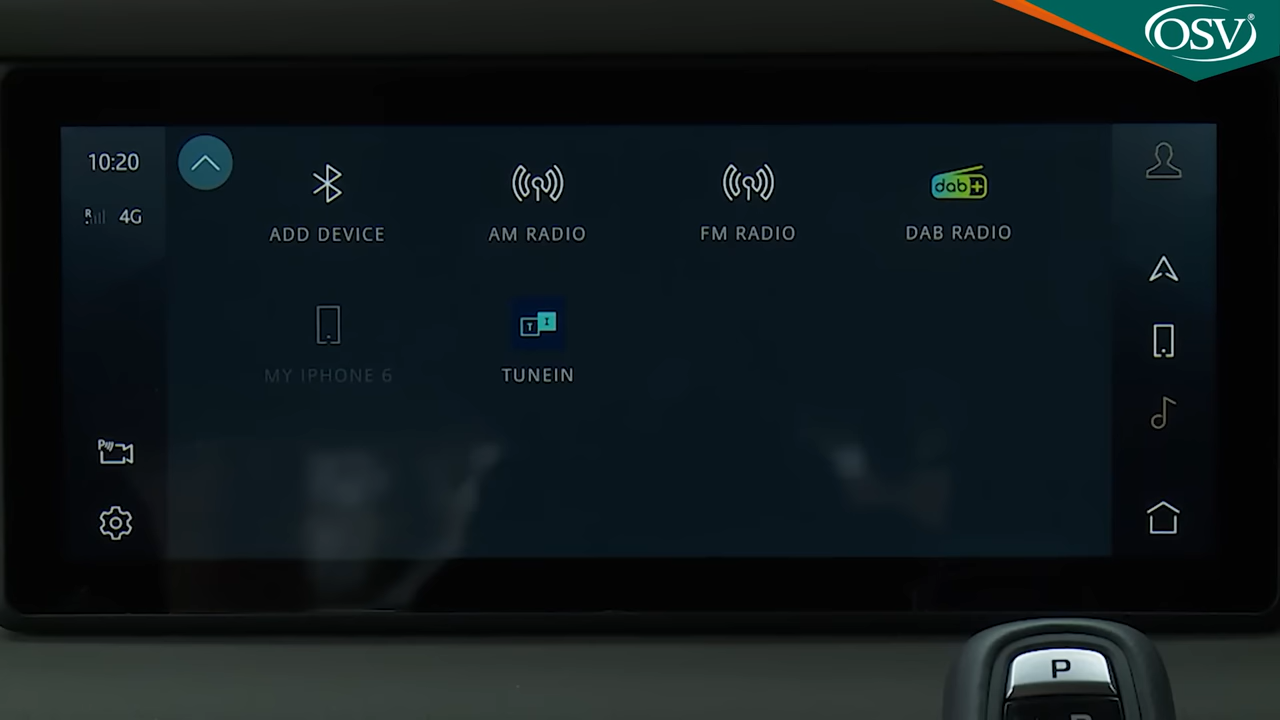 OSV®
10:20
R 4G
ADD DEVICE
AM RADIO
FM RADIO
dab+
DAB RADIO
MY IPHONE 6
T I
TUNEIN
P
P
R